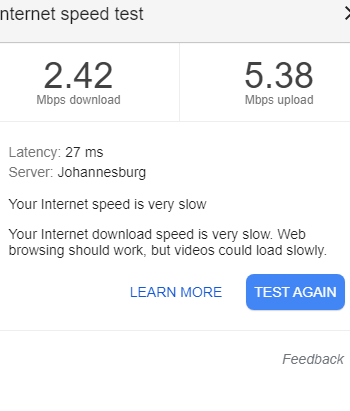 nternet speed test
2.42 5.38
Mbps download Mbps upload
Latency: 27 ms
Server: Johannesburg
Your Internet speed is very slow
Your Internet download speed is very slow. Web
browsing should work, but videos could load slowly.
LEARN MORE TEST AGAIN
Feedback